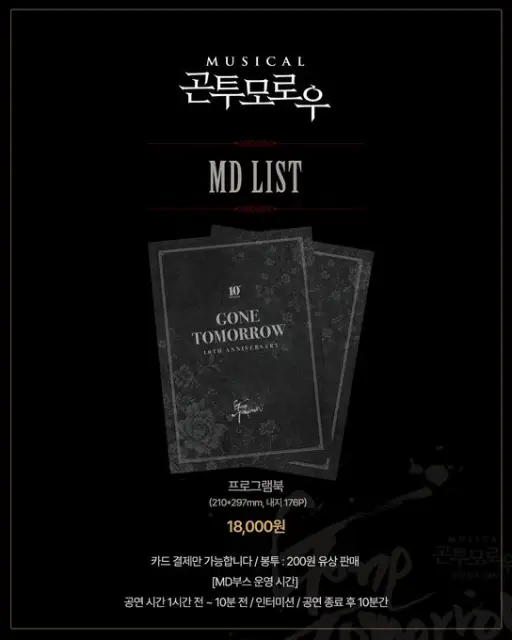 MUSICAL
곤투모로우
MD LIST
10
GONE
TOMORROW
10TH ANNIVERSARY
프로그램북
(210*297mm, 내지 176P)
18,000원
카드 결제만 가능합니다 / 봉투 : 200원 유상 판매
[MD부스 운영 시간]
공연 시간 1시간 전 ~ 10분 전 / 인터미션 / 공연 종료 후 10분간
MUSICAL
곤투모로우
Gone
Tomorrow